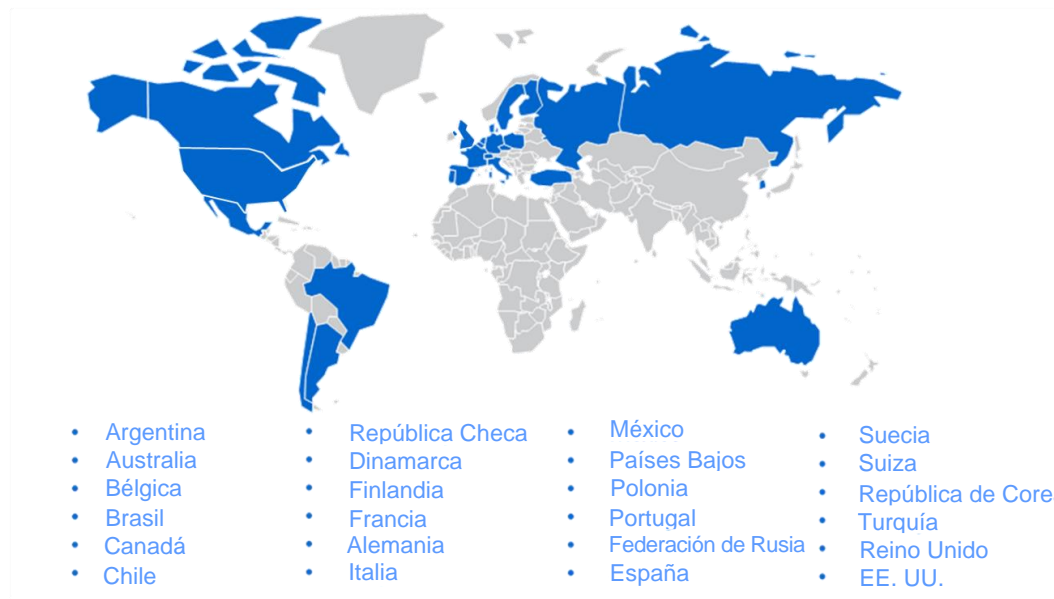 Argentina
Australia
Bélgica
Brasil
Canadá
Chile
República Checa
Dinamarca
Finlandia
Francia
Alemania
Italia
México
Países Bajos
Polonia
Portugal
Federación de Rusia
España
Suecia
Suiza
República de Core
Turquía
Reino Unido
EE. UU.